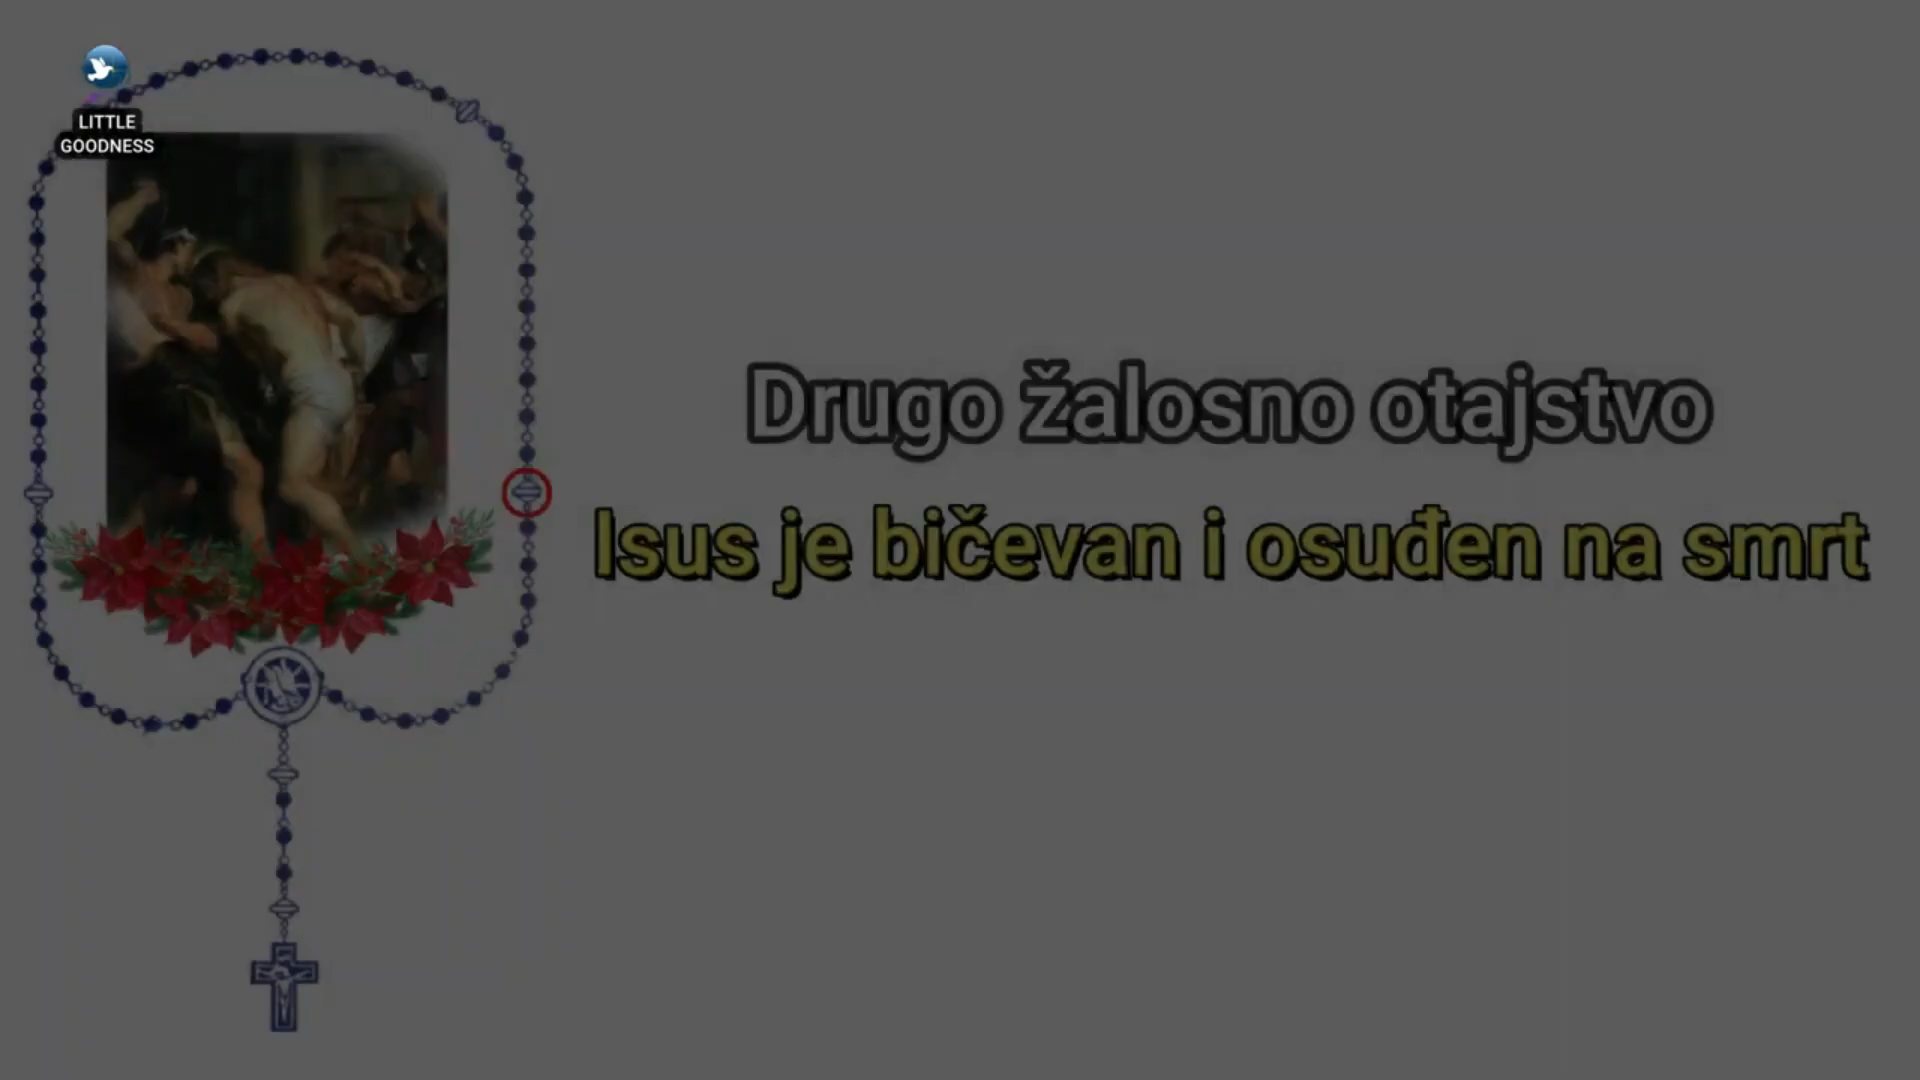 LITTLE
GOODNESS
Drugo žalosno otajstvo
Isus je bičevan i osuđen na smrt